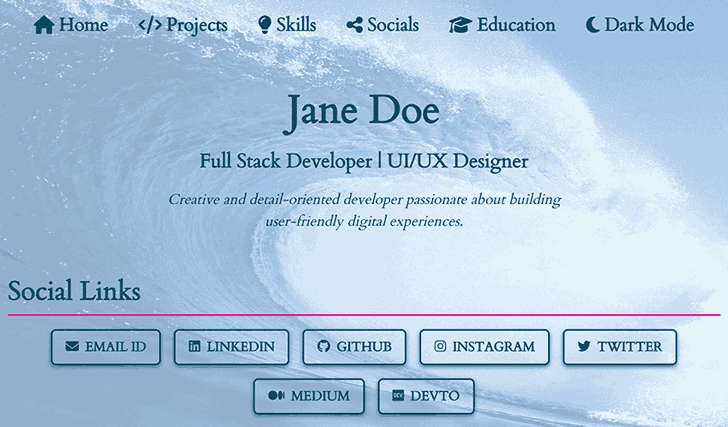 Home Projects Skills Socials Education Dark Mode
Jane Doe
Full Stack Developer | UI/UX Designer
Creative and detail-oriented developer passionate about building
user-friendly digital experiences.
Social Links
EMAIL ID LINKEDIN GITHUB INSTAGRAM TWITTER
MEDIUM DEV DEVTO